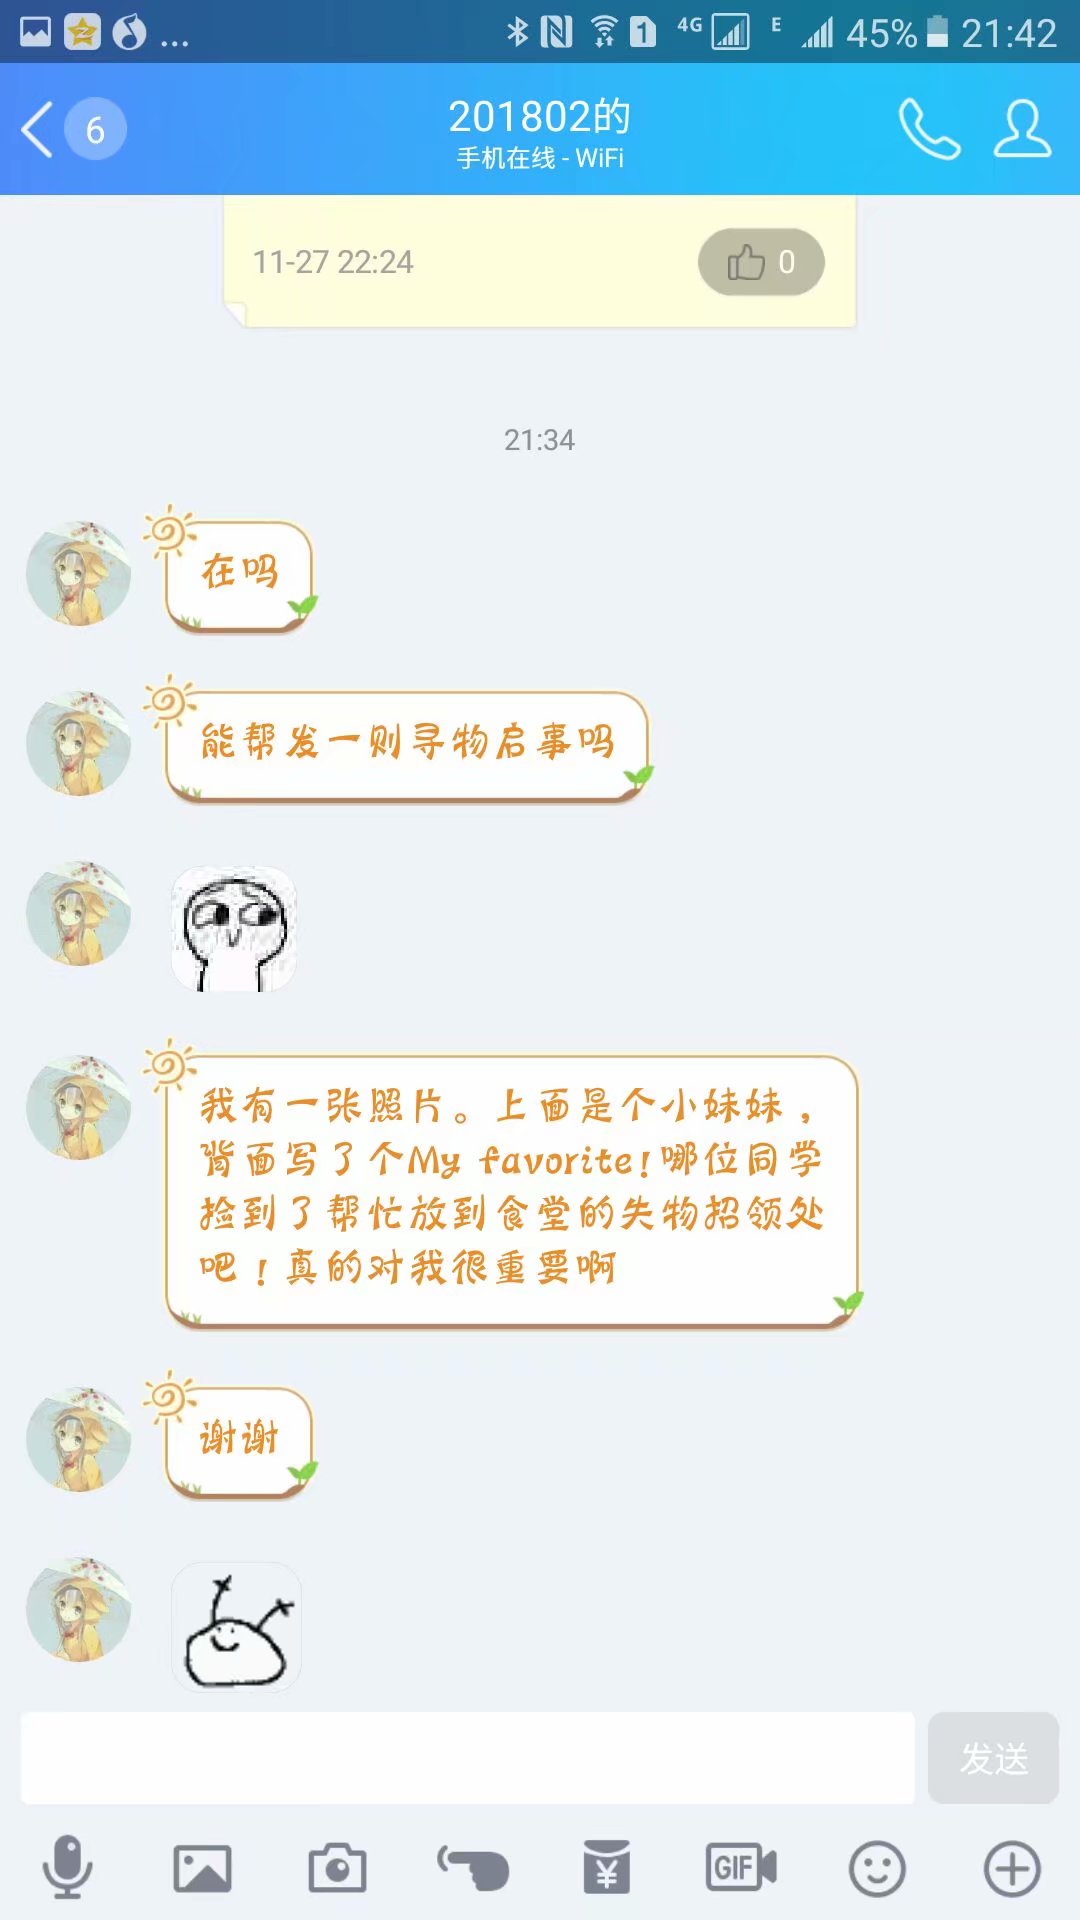 ... 1 4G E 45% 21:42
6
201802的
手机在线 - WiFi
11-27 22:24
0
21:34
在吗
能帮发一则寻物启事吗
我有一张照片。上面是个小妹妹，
背面写了个My favorite!哪位同学
捡到了帮忙放到食堂的失物招领处
吧！真的对我很重要啊
谢谢
发送
GIF